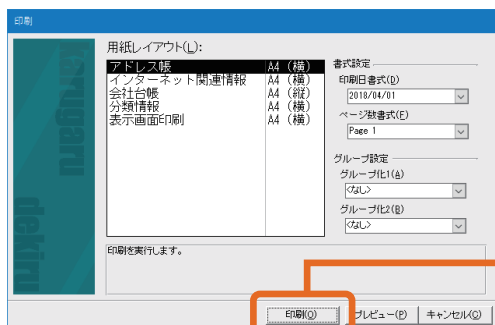 印刷
用紙レイアウト(L):
アドレス帳 A4 (横)
インターネット関連情報 A4 (横)
会社台帳 A4 (縦)
分類情報 A4 (横)
表示画面印刷 A4 (横)
書式設定
印刷日書式(D)
2018/04/01
ページ数書式(F)
Page 1
グループ設定
グループ化1(A)
<なし>
グループ化2(B)
<なし>
印刷を実行します。
印刷(O) プレビュー(P) キャンセル(C)
karugaru
dekiru